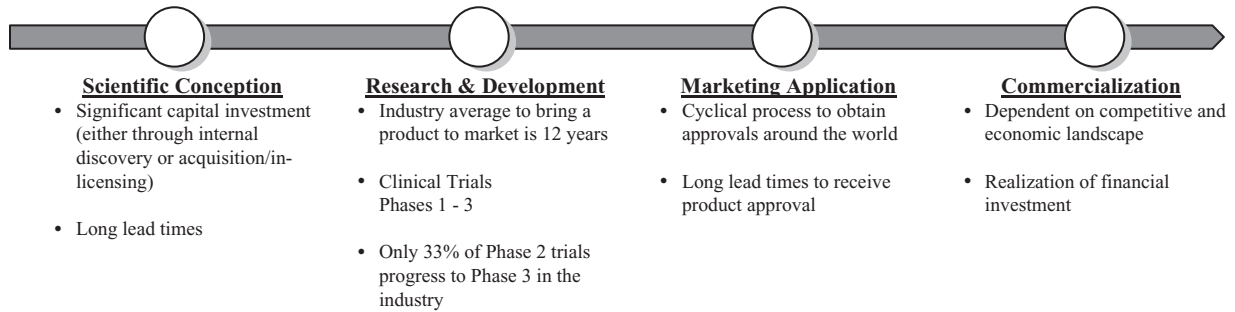 Scientific Conception
• Significant capital investment
(either through internal
discovery or acquisition/in-
licensing)
• Long lead times
Research & Development
• Industry average to bring a
product to market is 12 years
• Clinical Trials
Phases 1 - 3
• Only 33% of Phase 2 trials
progress to Phase 3 in the
industry
Marketing Application
• Cyclical process to obtain
approvals around the world
• Long lead times to receive
product approval
Commercialization
• Dependent on competitive and
economic landscape
• Realization of financial
investment